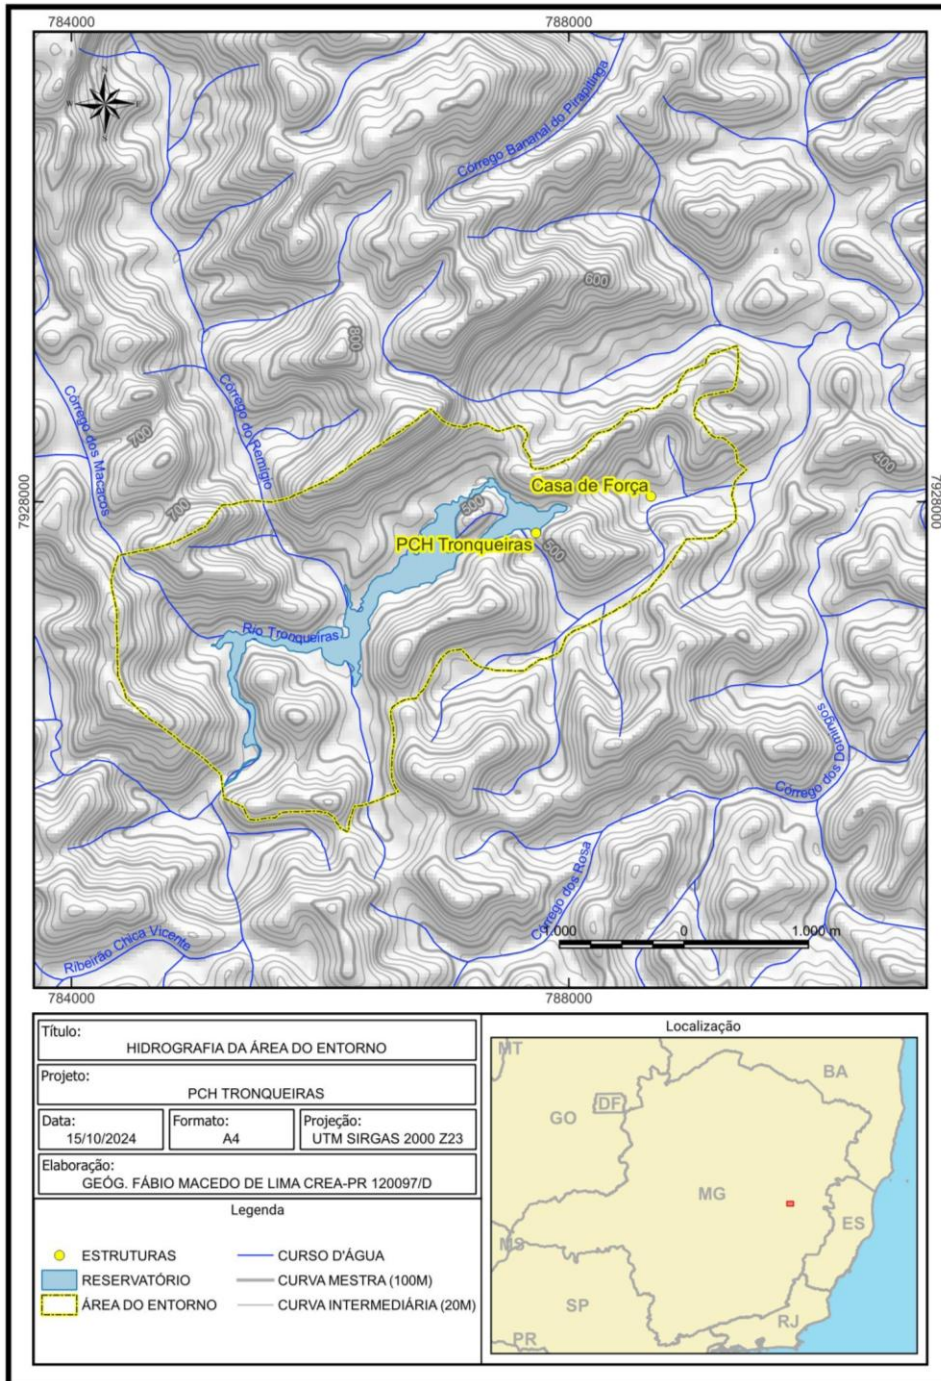 784000
788000
Córrego Bananal do Pirapitinga
600
800
Córrego dos Macacos
700
Córrego do Remígio
400
Casa de Força
700
7928000
7928000
500
PCH Tronqueiras
500
Rio Tronqueiras
Córrego dos Domingos
Córrego dos Rosa
Ribeirão Chica Vicente
1.000
0
1.000 m
784000
788000
Título:
HIDROGRAFIA DA ÁREA DO ENTORNO
Projeto:
PCH TRONQUEIRAS
Data:
15/10/2024
Formato:
A4
Projeção:
UTM SIRGAS 2000 Z23
Elaboração:
GEÓG. FÁBIO MACEDO DE LIMA CREA-PR 120097/D
Legenda
ESTRUTURAS
RESERVATÓRIO
ÁREA DO ENTORNO
CURSO D'ÁGUA
CURVA MESTRA (100M)
CURVA INTERMEDIÁRIA (20M)
Localização
MT
BA
GO
DF
MG
ES
MS
SP
RJ
PR